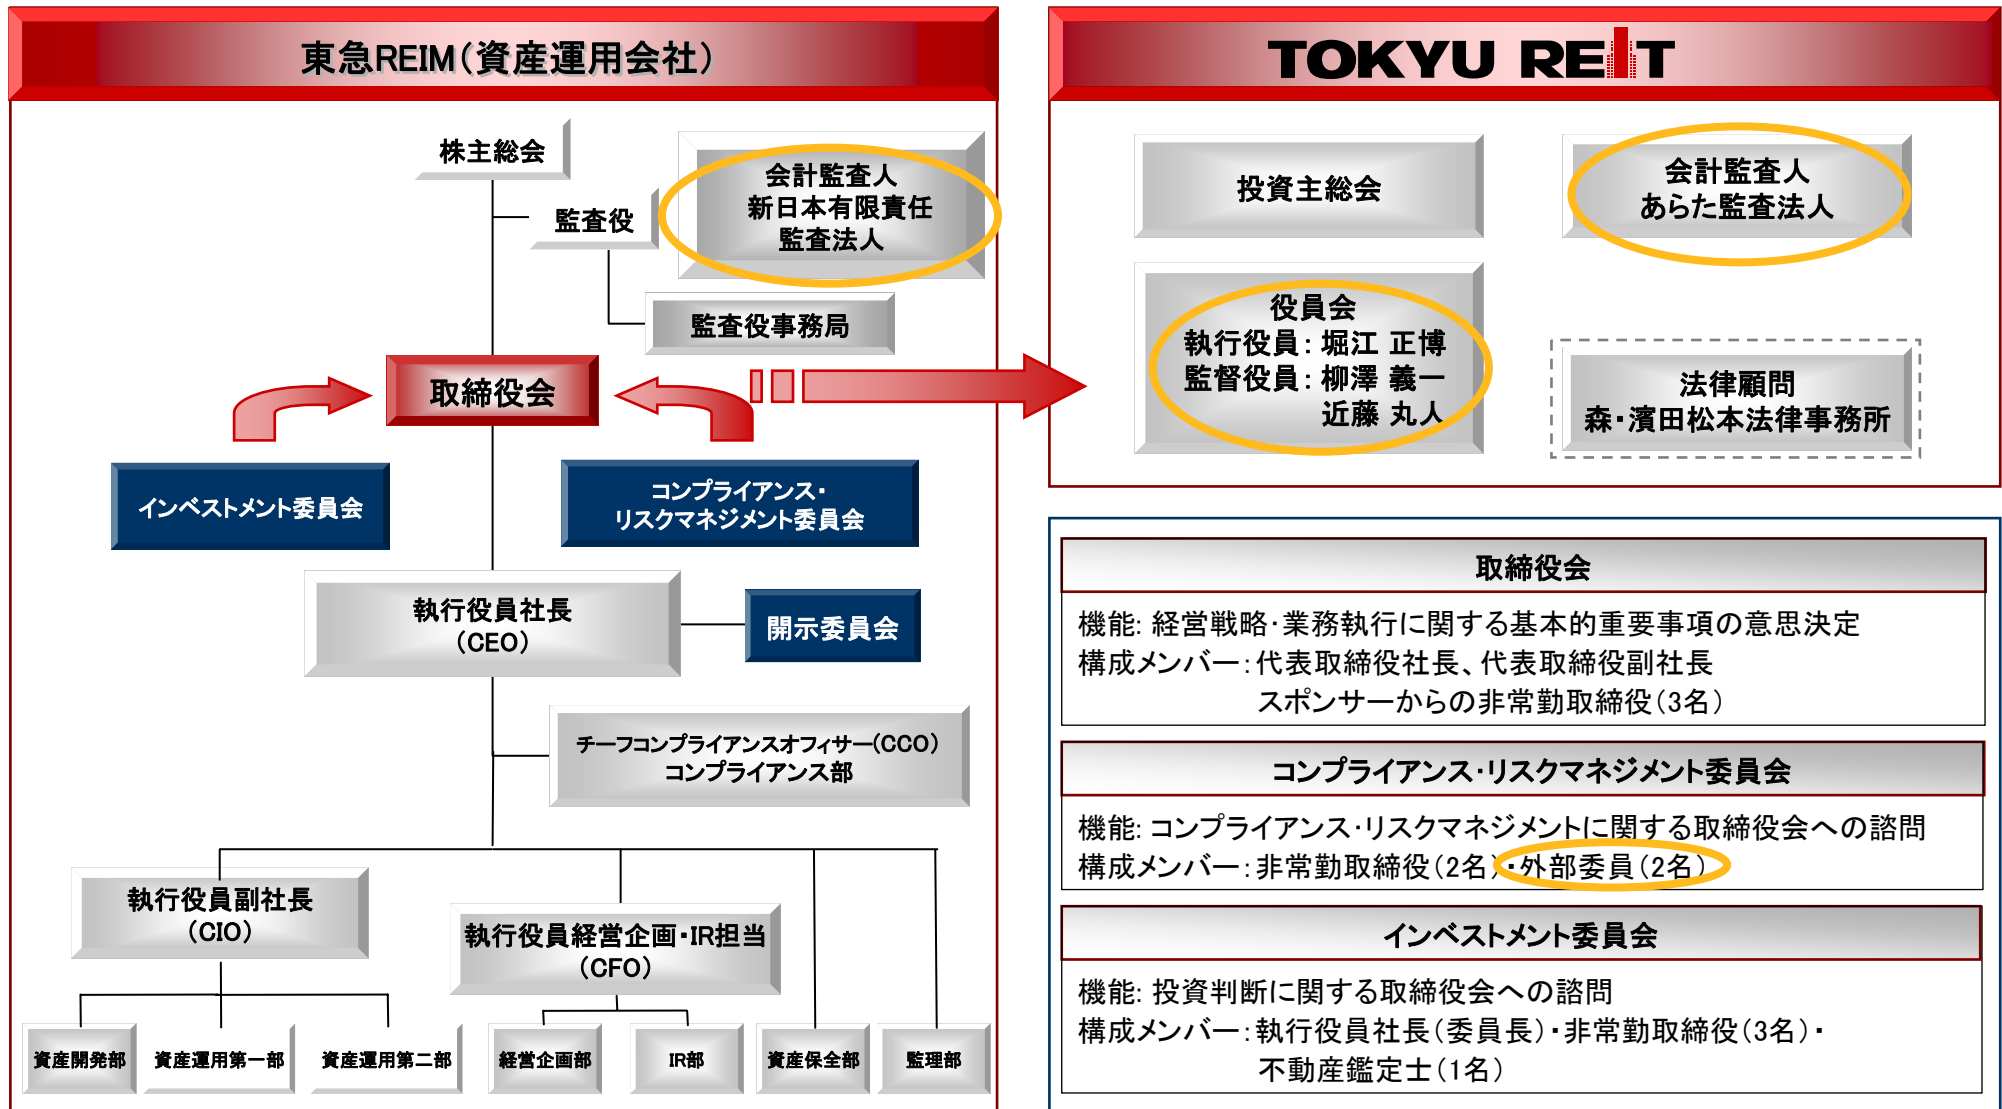 東急REIM（資産運用会社）
株主総会
会計監査人
新日本有限責任
監査法人
監査役
監査役事務局
取締役会
インベストメント委員会
コンプライアンス・
リスクマネジメント委員会
執行役員社長
（CEO）
開示委員会
チーフコンプライアンスオフィサー（CCO）
コンプライアンス部
執行役員副社長
（CIO）
執行役員経営企画・IR担当
（CFO）
資産開発部
資産運用第一部
資産運用第二部
経営企画部
IR部
資産保全部
監理部
TOKYU REIT
投資主総会
会計監査人
あらた監査法人
役員会
執行役員：堀江 正博
監督役員：柳澤 義一
近藤 丸人
法律顧問
森・濱田松本法律事務所
取締役会
機能：経営戦略・業務執行に関する基本的重要事項の意思決定
構成メンバー：代表取締役社長、代表取締役副社長
スポンサーからの非常勤取締役（3名）
コンプライアンス・リスクマネジメント委員会
機能：コンプライアンス・リスクマネジメントに関する取締役会への諮問
構成メンバー：非常勤取締役（2名）・外部委員（2名）
インベストメント委員会
機能：投資判断に関する取締役会への諮問
構成メンバー：執行役員社長（委員長）・非常勤取締役（3名）・
不動産鑑定士（1名）